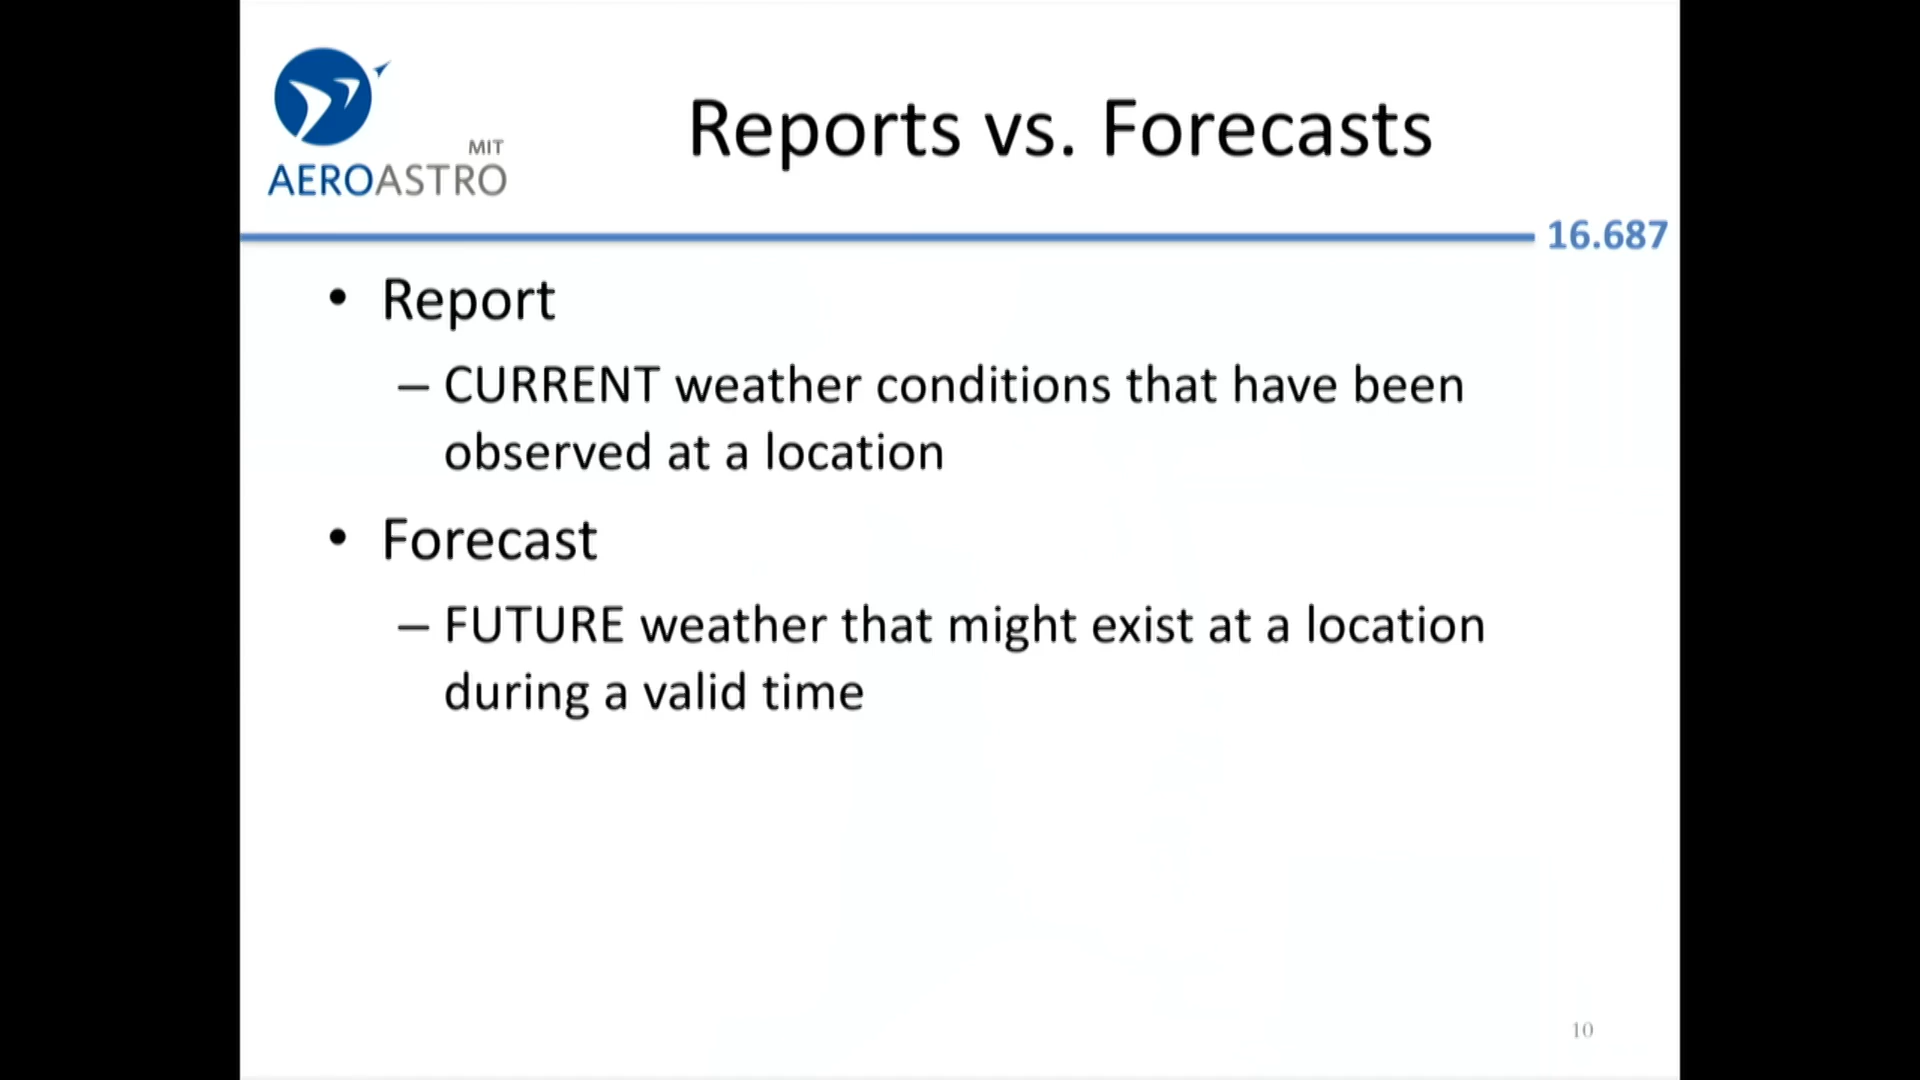 MIT
AEROASTRO
Reports vs. Forecasts
16.687
• Report
– CURRENT weather conditions that have been
observed at a location
• Forecast
– FUTURE weather that might exist at a location
during a valid time
10